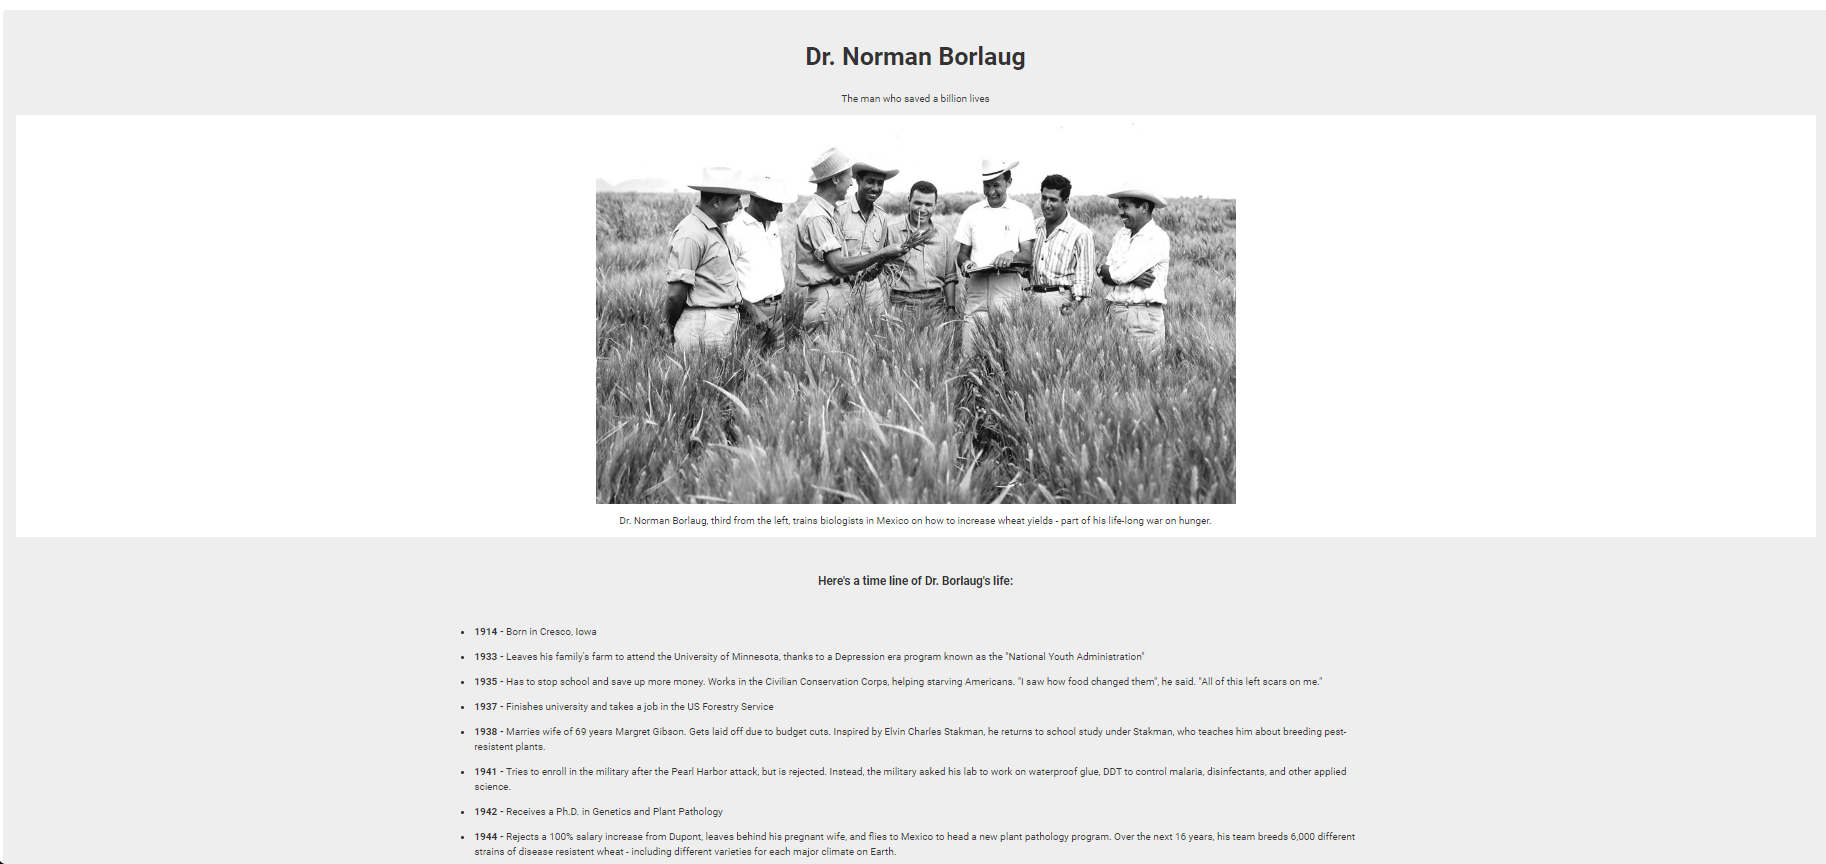 Dr. Norman Borlaug
The man who saved a billion lives
Dr. Norman Borlaug, third from the left, trains biologists in Mexico on how to increase wheat yields - part of his life-long war on hunger.
Here's a time line of Dr. Borlaug's life:
• 1914 - Born in Cresco, Iowa
• 1933 - Leaves his family's farm to attend the University of Minnesota, thanks to a Depression era program known as the "National Youth Administration"
• 1935 - Has to stop school and save up more money. Works in the Civilian Conservation Corps, helping starving Americans. "I saw how food changed them", he said. "All of this left scars on me."
• 1937 - Finishes university and takes a job in the US Forestry Service
• 1938 - Marries wife of 69 years Margret Gibson. Gets laid off due to budget cuts. Inspired by Elvin Charles Stakman, he returns to school study under Stakman, who teaches him about breeding pest-
resistent plants.
• 1941 - Tries to enroll in the military after the Pearl Harbor attack, but is rejected. Instead, the military asked his lab to work on waterproof glue, DDT to control malaria, disinfectants, and other applied
science.
• 1942 - Receives a Ph.D. in Genetics and Plant Pathology
• 1944 - Rejects a 100% salary increase from Dupont, leaves behind his pregnant wife, and flies to Mexico to head a new plant pathology program. Over the next 16 years, his team breeds 6,000 different
strains of disease resistent wheat - including different varieties for each major climate on Earth.